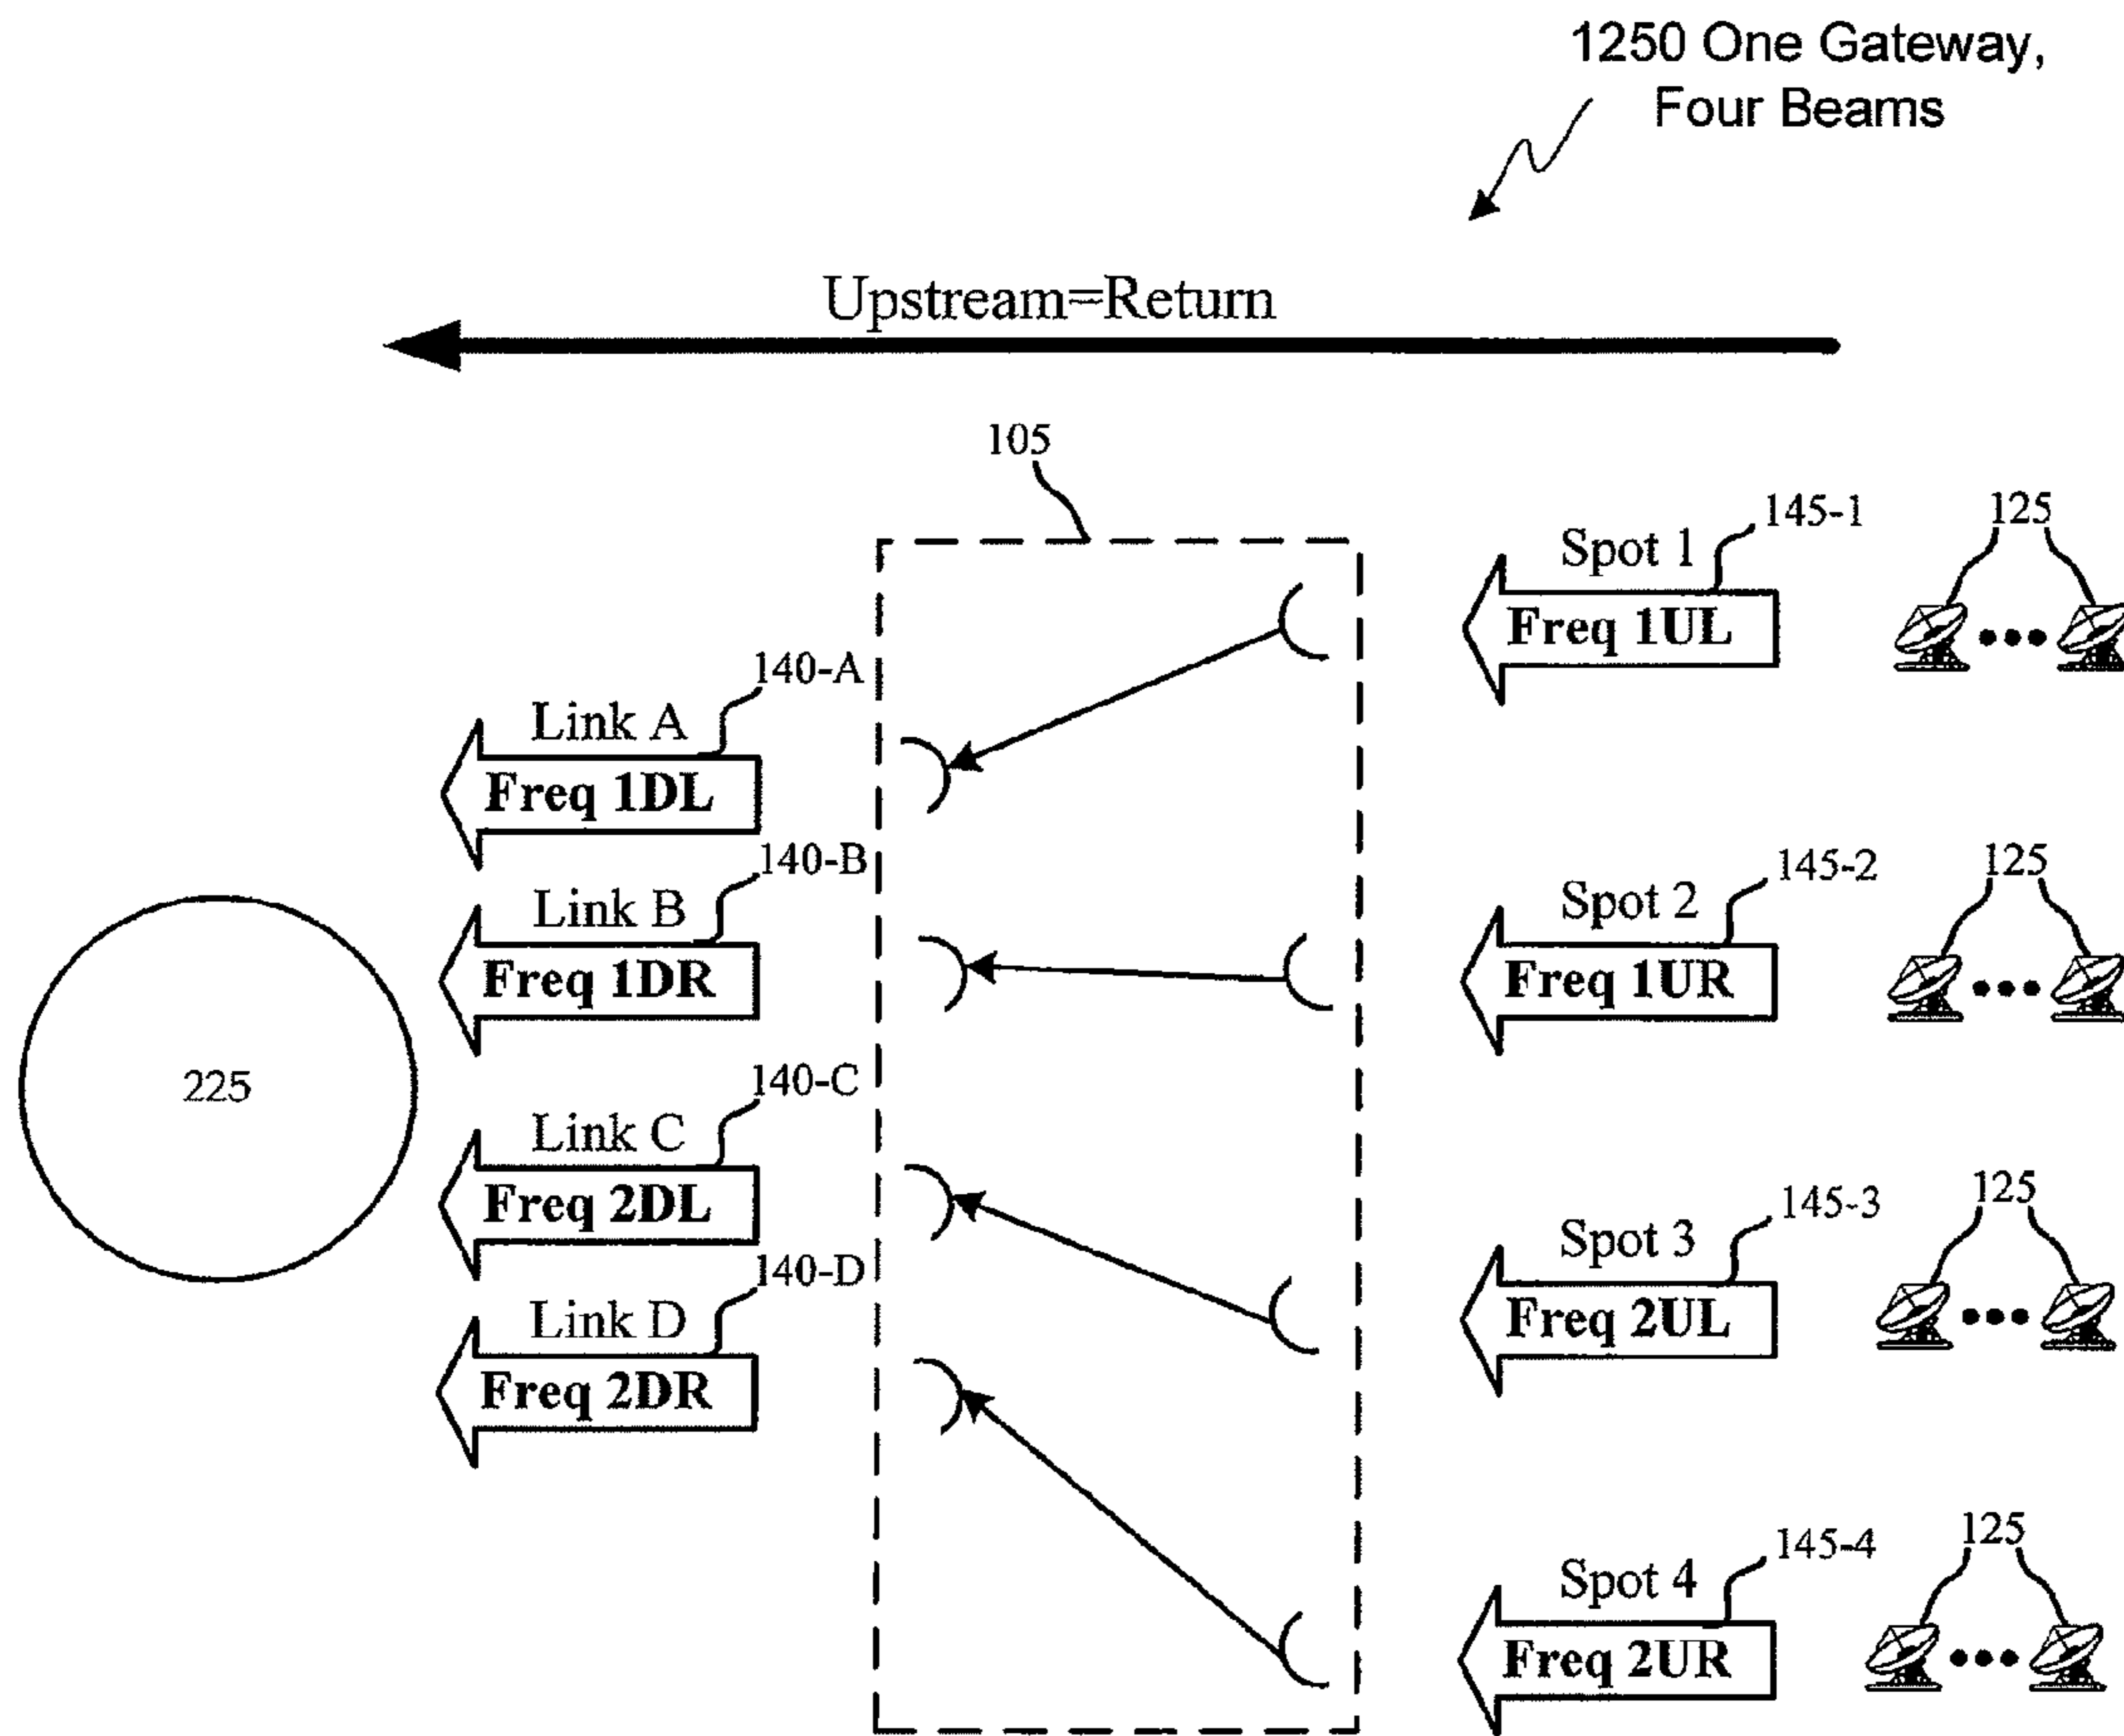 1250 One Gateway,
Four Beams
Upstream=Return
105
145-1
125
Spot 1
Freq 1UL
140-A
Link A
Freq 1DL
140-B
Link B
Freq 1DR
145-2
125
Spot 2
Freq 1UR
225
140-C
Link C
Freq 2DL
145-3
125
Spot 3
Freq 2UL
140-D
Link D
Freq 2DR
145-4
125
Spot 4
Freq 2UR